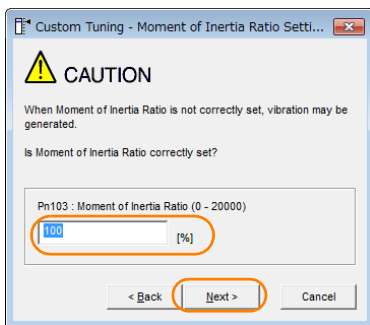 Custom Tuning - Moment of Inertia Ratio Setti...
CAUTION
When Moment of Inertia Ratio is not correctly set, vibration may be
generated.
Is Moment of Inertia Ratio correctly set?
Pn103 : Moment of Inertia Ratio (0 - 20000)
100 [%]
< Back Next > Cancel